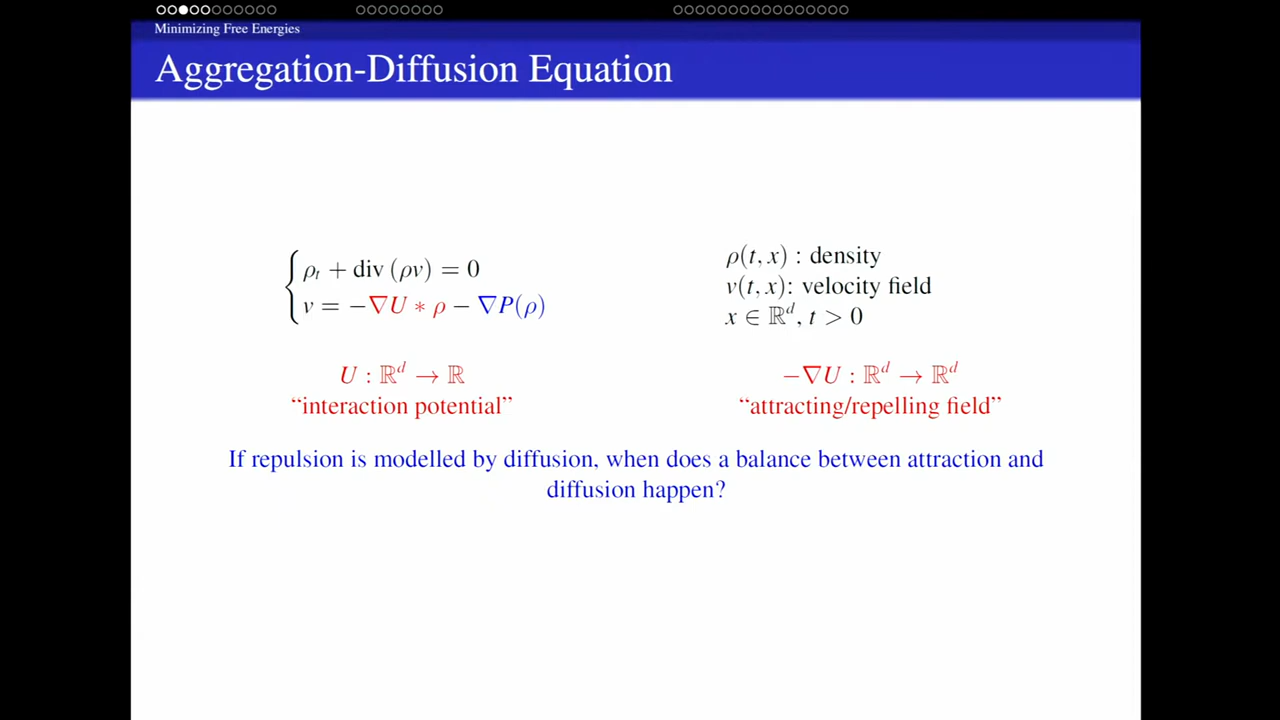 Minimizing Free Energies
Aggregation-Diffusion Equation
ρₜ + div (ρv) = 0
v = −∇U ∗ ρ − ∇P(ρ)
ρ(t, x) : density
v(t, x): velocity field
x ∈ ℝᵈ, t > 0
U : ℝᵈ → ℝ
“interaction potential”
−∇U : ℝᵈ → ℝᵈ
“attracting/repelling field”
If repulsion is modelled by diffusion, when does a balance between attraction and
diffusion happen?